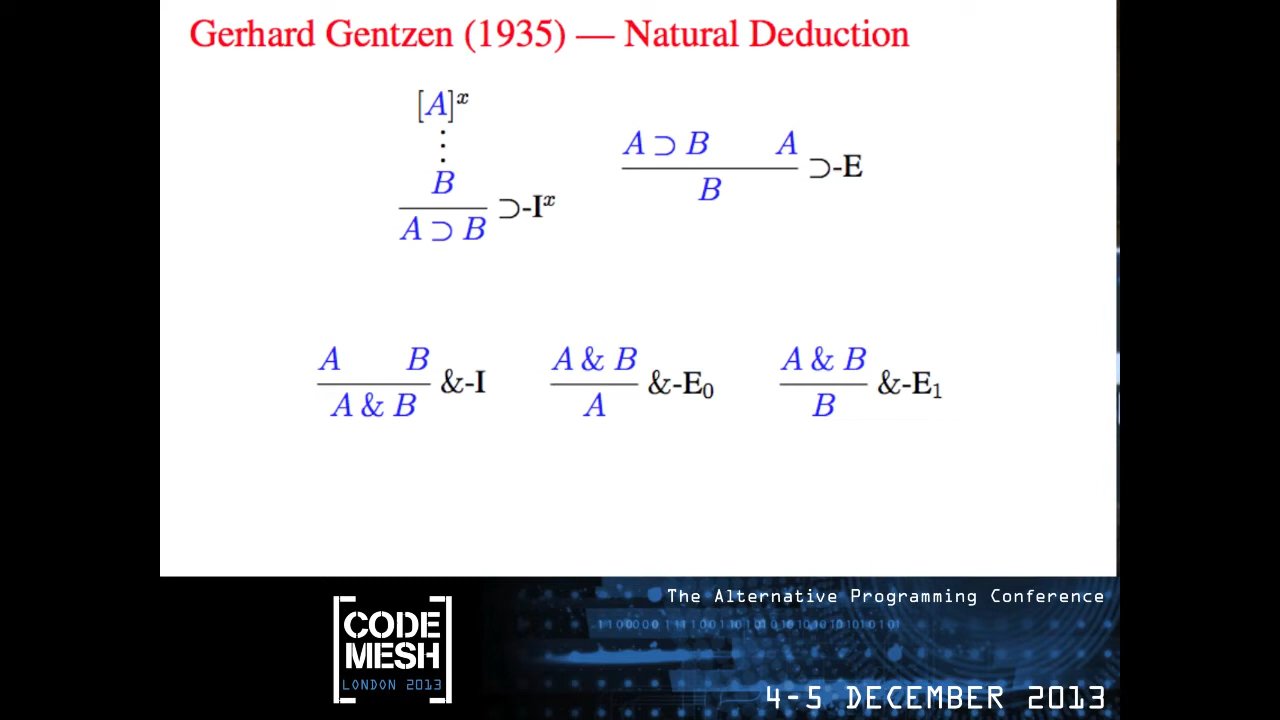 Gerhard Gentzen (1935) — Natural Deduction
[A]ˣ
⋮
B
A ⊃ B
⊃-Iˣ
A ⊃ B A
B
⊃-E
A B
A & B
&-I
A & B
A
&-E₀
A & B
B
&-E₁
CODE
MESH
LONDON 2013
The Alternative Programming Conference
4-5 DECEMBER 2013